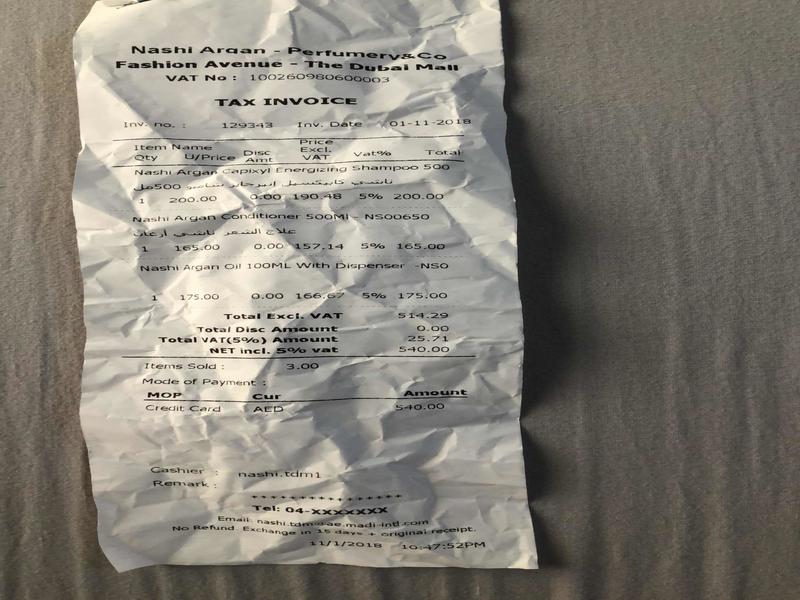 Nashi Argan - Perfumery&Co
Fashion Avenue - The Dubai Mall
VAT No : 100260980600003
TAX INVOICE
Inv. no. : 129343 Inv. Date 01-11-2018
Item Name Disc Price Excl. Vat% Total
Qty U/Price Amt VAT
Nashi Argan Capixyl Energizing Shampoo 500
ناشي كابيكسيل إنيرجايز شامبو 500مل
1 200.00 0.00 190.48 5% 200.00
Nashi Argan Conditioner 500Ml - NS00650
علاج الشعر ناشي أرغان
1 165.00 0.00 157.14 5% 165.00
Nashi Argan Oil 100ML With Dispenser -NS0
1 175.00 0.00 166.67 5% 175.00
Total Excl. VAT 514.29
Total Disc Amount 0.00
Total VAT(5%) Amount 25.71
NET incl. 5% vat 540.00
Items Sold : 3.00
Mode of Payment :
MOP Cur Amount
Credit Card AED 540.00
Cashier : nashi.tdm1
Remark :
****************
Tel: 04-XXXXXXX
Email: nashi.tdm@ae.madi-intl.com
No Refund. Exchange in 15 days + original receipt.
11/1/2018 10:47:52PM